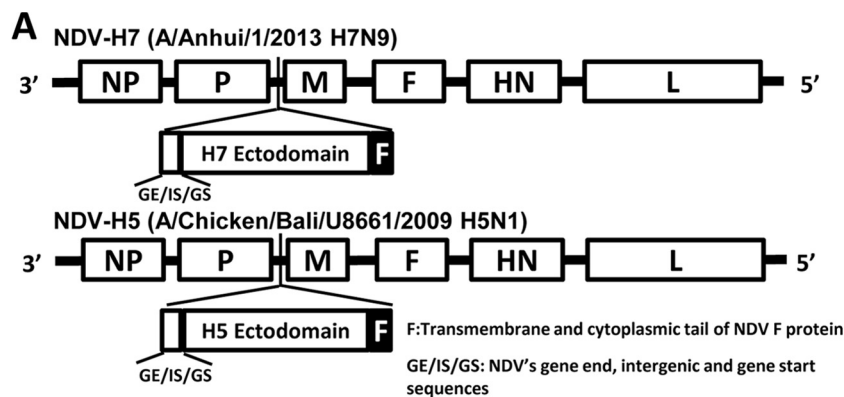 A
NDV-H7 (A/Anhui/1/2013 H7N9)
3’ NP P M F HN L 5’
H7 Ectodomain F
GE/IS/GS
NDV-H5 (A/Chicken/Bali/U8661/2009 H5N1)
3’ NP P M F HN L 5’
H5 Ectodomain F
GE/IS/GS
F:Transmembrane and cytoplasmic tail of NDV F protein
GE/IS/GS: NDV’s gene end, intergenic and gene start
sequences